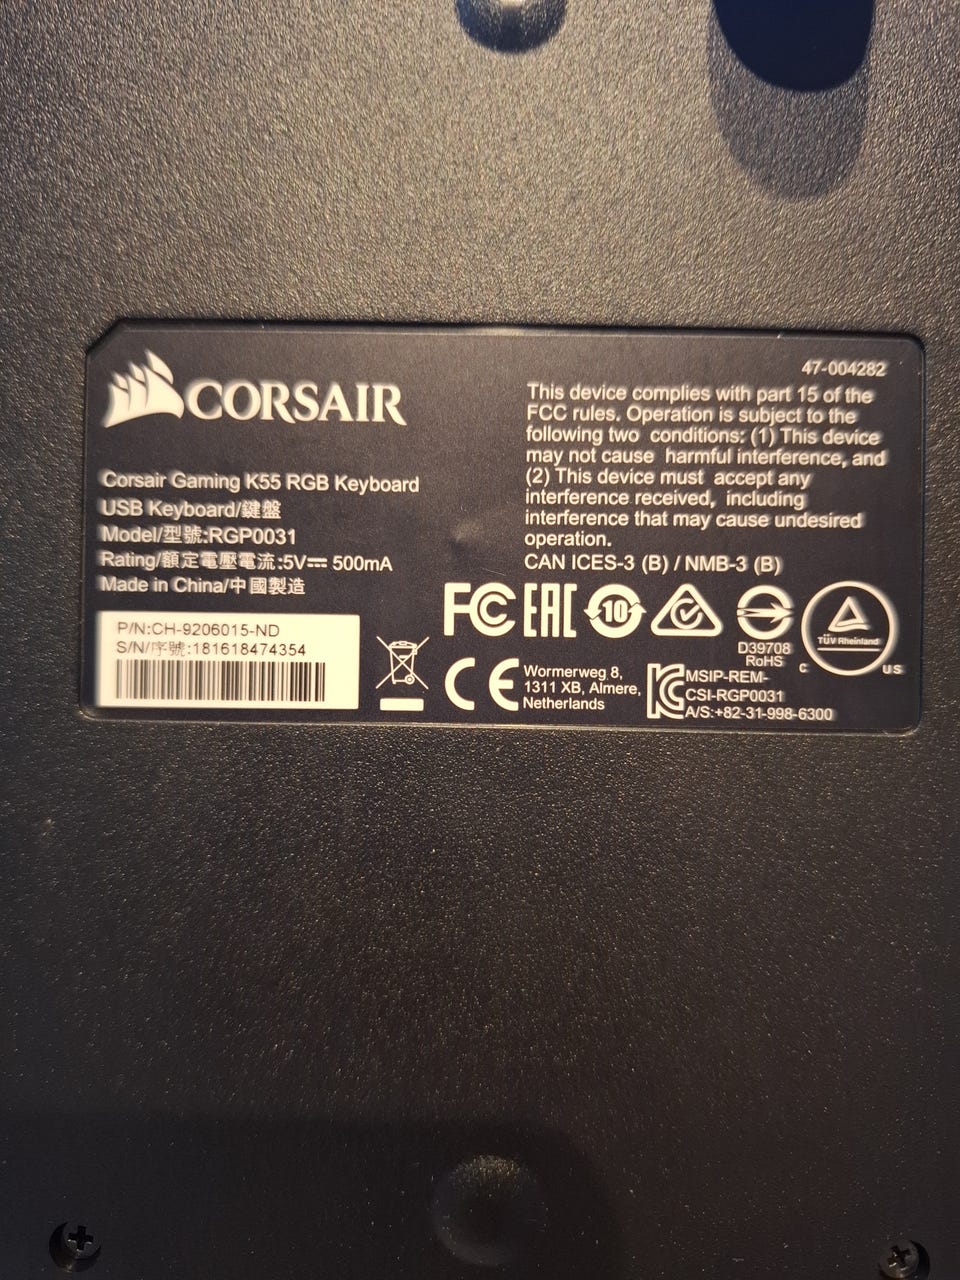 CORSAIR
Corsair Gaming K55 RGB Keyboard
USB Keyboard/鍵盤
Model/型號:RGP0031
Rating/額定電壓電流:5V⎓ 500mA
Made in China/中國製造
P/N:CH-9206015-ND
S/N/序號:181618474354
47-004282
This device complies with part 15 of the
FCC rules. Operation is subject to the
following two conditions: (1) This device
may not cause harmful interference, and
(2) This device must accept any
interference received, including
interference that may cause undesired
operation.
CAN ICES-3 (B) / NMB-3 (B)
FC EAC 10
D39708
RoHS
TÜV Rheinland
C US
CE
Wormerweg 8,
1311 XB, Almere,
Netherlands
MSIP-REM-
CSI-RGP0031
A/S:+82-31-998-6300